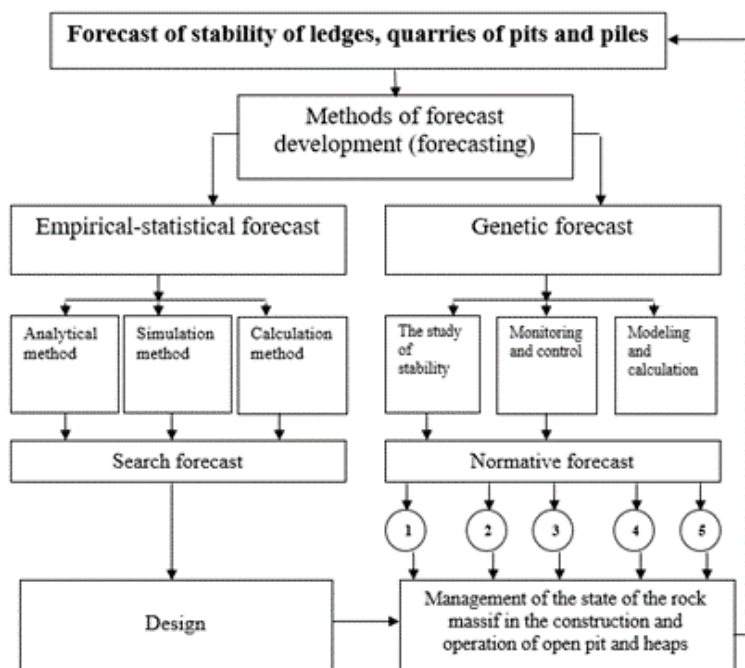 Forecast of stability of ledges, quarries of pits and piles
Methods of forecast
development (forecasting)
Empirical-statistical forecast
Genetic forecast
Analytical
method
Simulation
method
Calculation
method
The study
of
stability
Monitoring
and control
Modeling
and
calculation
Search forecast
Normative forecast
1
2
3
4
5
Design
Management of the state of the rock
massif in the construction and
operation of open pit and heaps